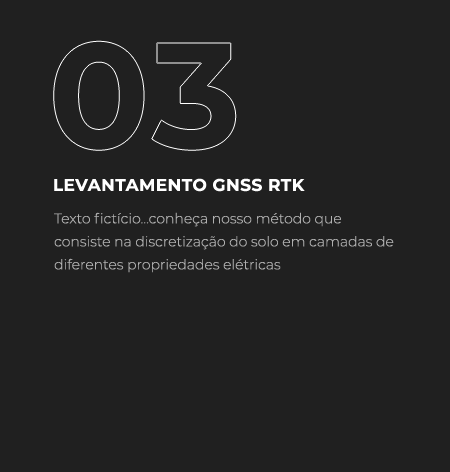 03
LEVANTAMENTO GNSS RTK
Texto fictício...conheça nosso método que
consiste na discretização do solo em camadas de
diferentes propriedades elétricas